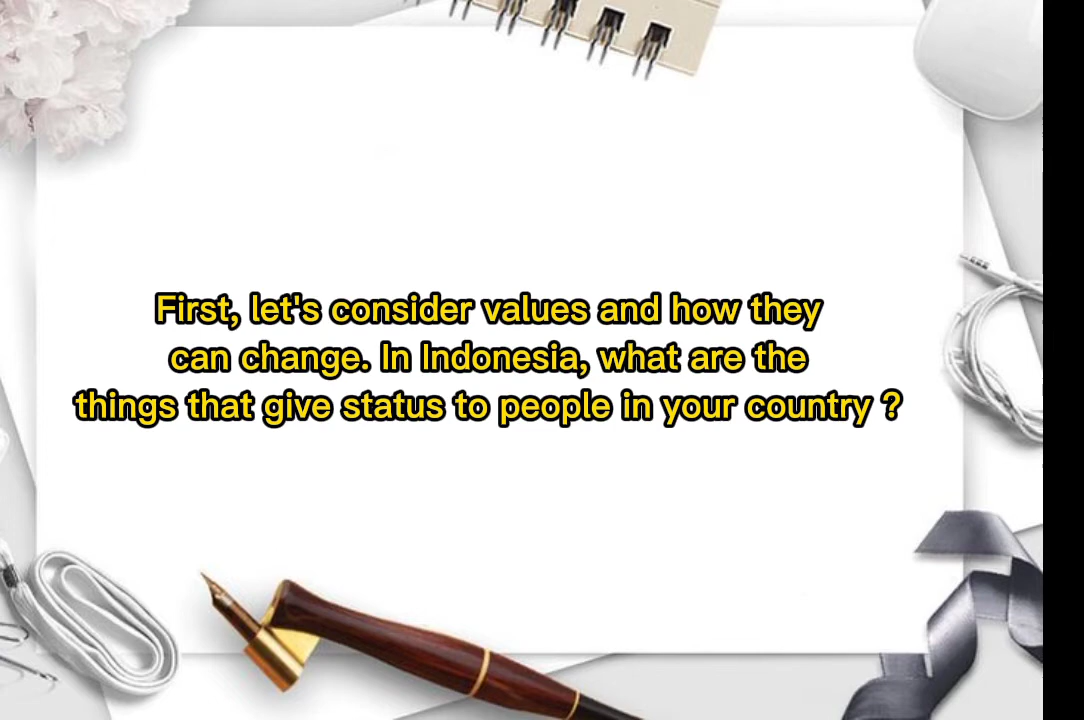 First, let's consider values and how they
can change. In Indonesia, what are the
things that give status to people in your country ?